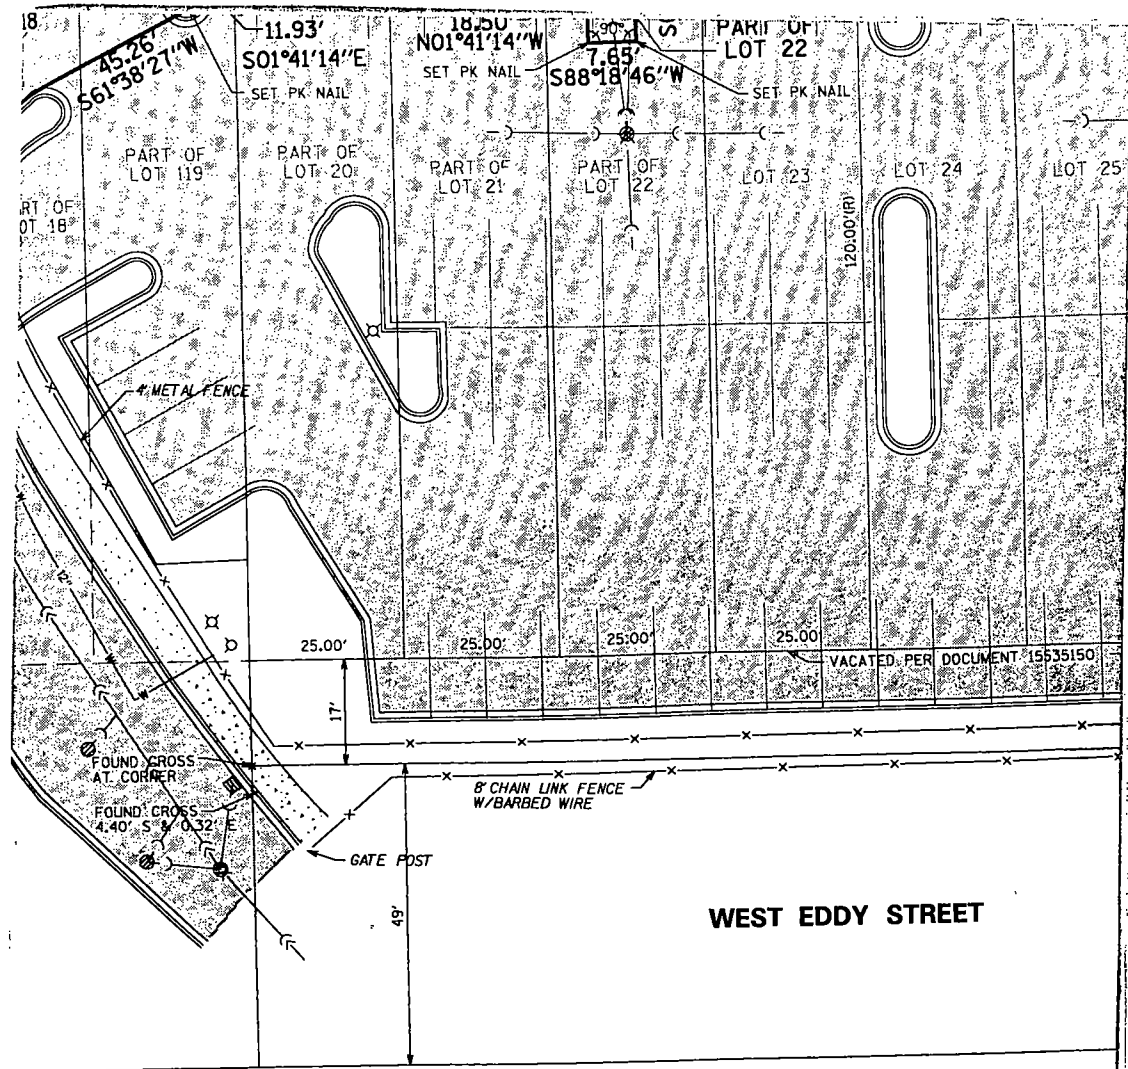 18
45.26'
S61°38'27"W
11.93'
S01°41'14"E
SET PK NAIL
18.50'
N01°41'14"W
SET PK NAIL
90°
7.65'
S88°18'46"W
S
PART OF
LOT 22
SET PK NAIL
PART OF
LOT 119
PART OF
LOT 20
PART OF
LOT 21
PART OF
LOT 22
LOT 23
LOT 24
LOT 25
RT OF
OT 18
120.00'(R)
4' METAL FENCE
12"
25.00'
25.00'
25.00'
25.00'
VACATED PER DOCUMENT 15535150
17'
FOUND CROSS
AT CORNER
FOUND CROSS
4.40' S & 0.32' E
8' CHAIN LINK FENCE
W/BARBED WIRE
GATE POST
49'
WEST EDDY STREET